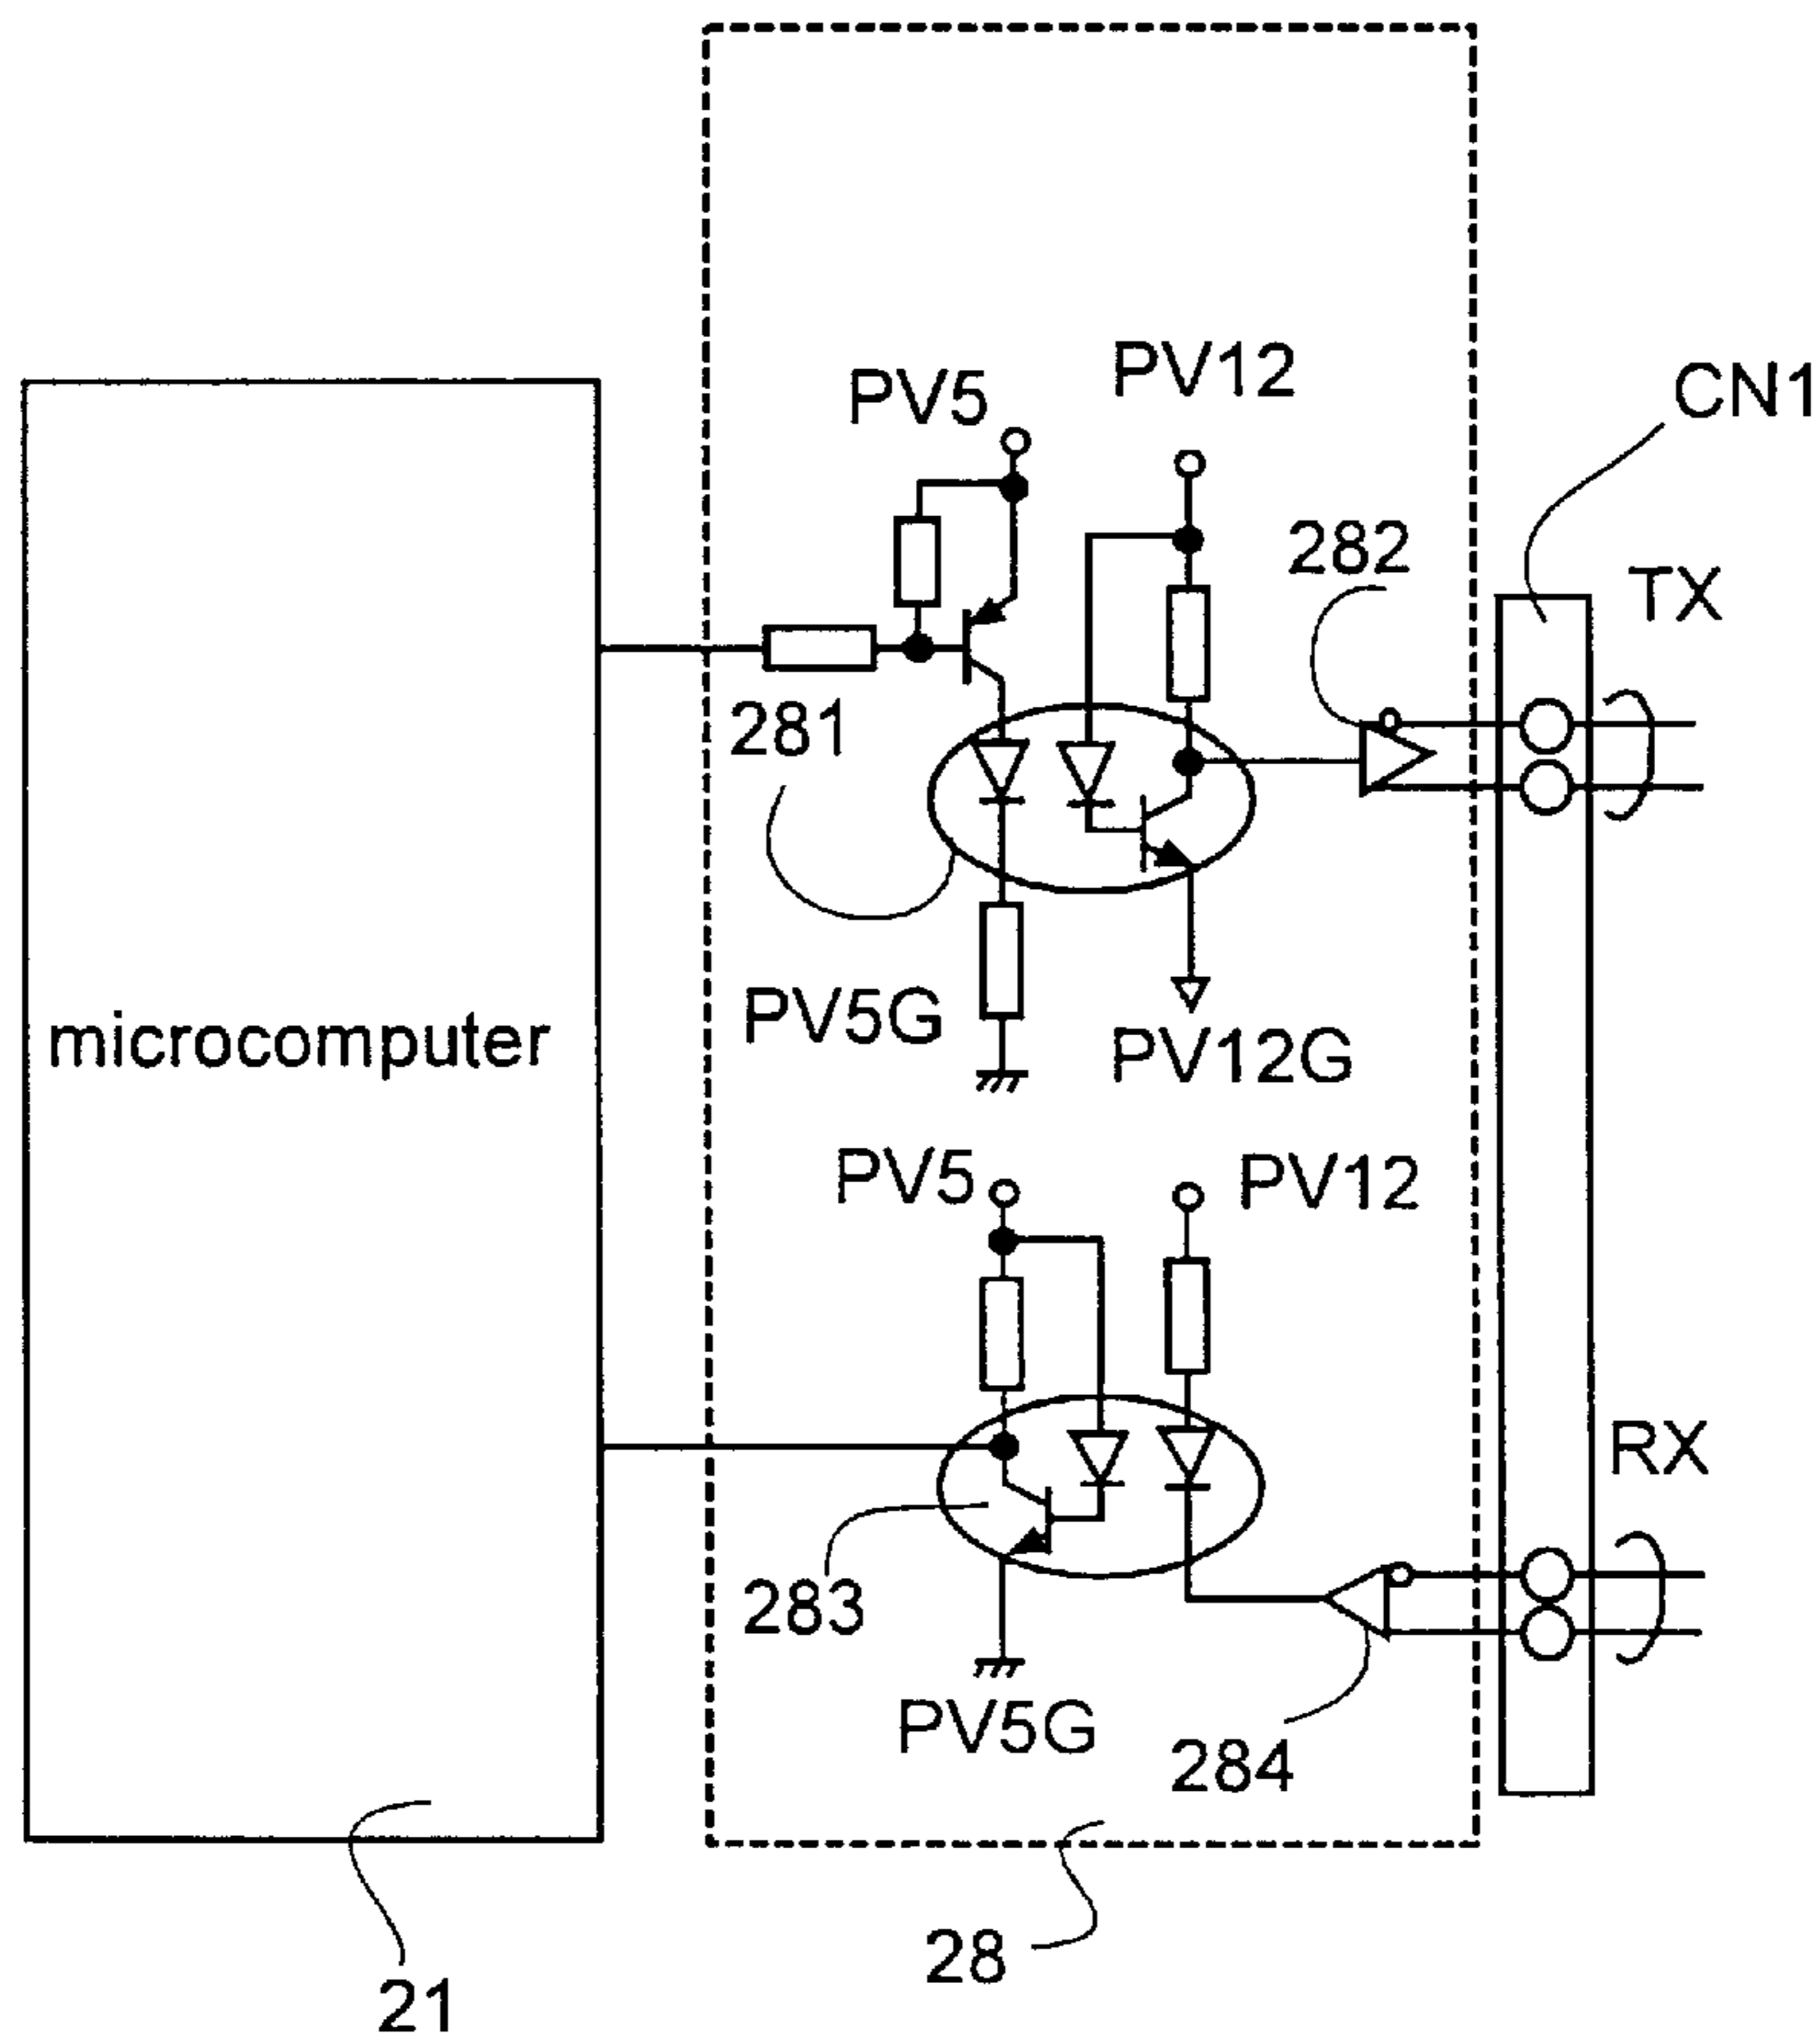 PV12
CN1
PV5
282
TX
281
PV5G
microcomputer
PV12G
PV5
PV12
RX
283
PV5G
284
28
21